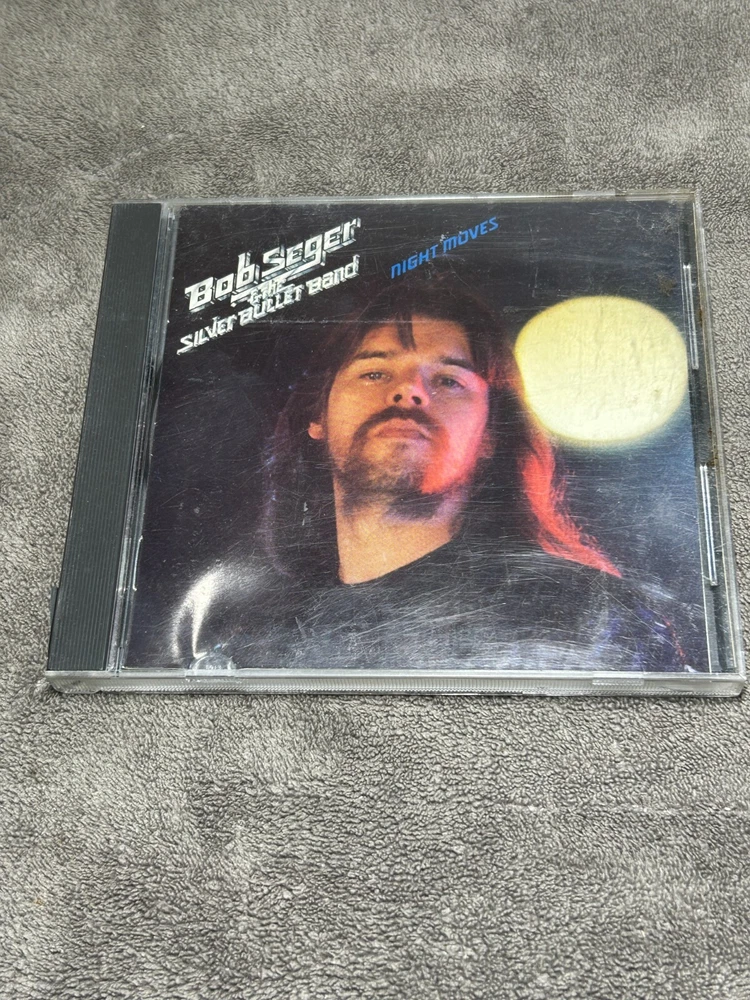 Bob Seger
& THE
SILVER BULLET BAND
NIGHT MOVES